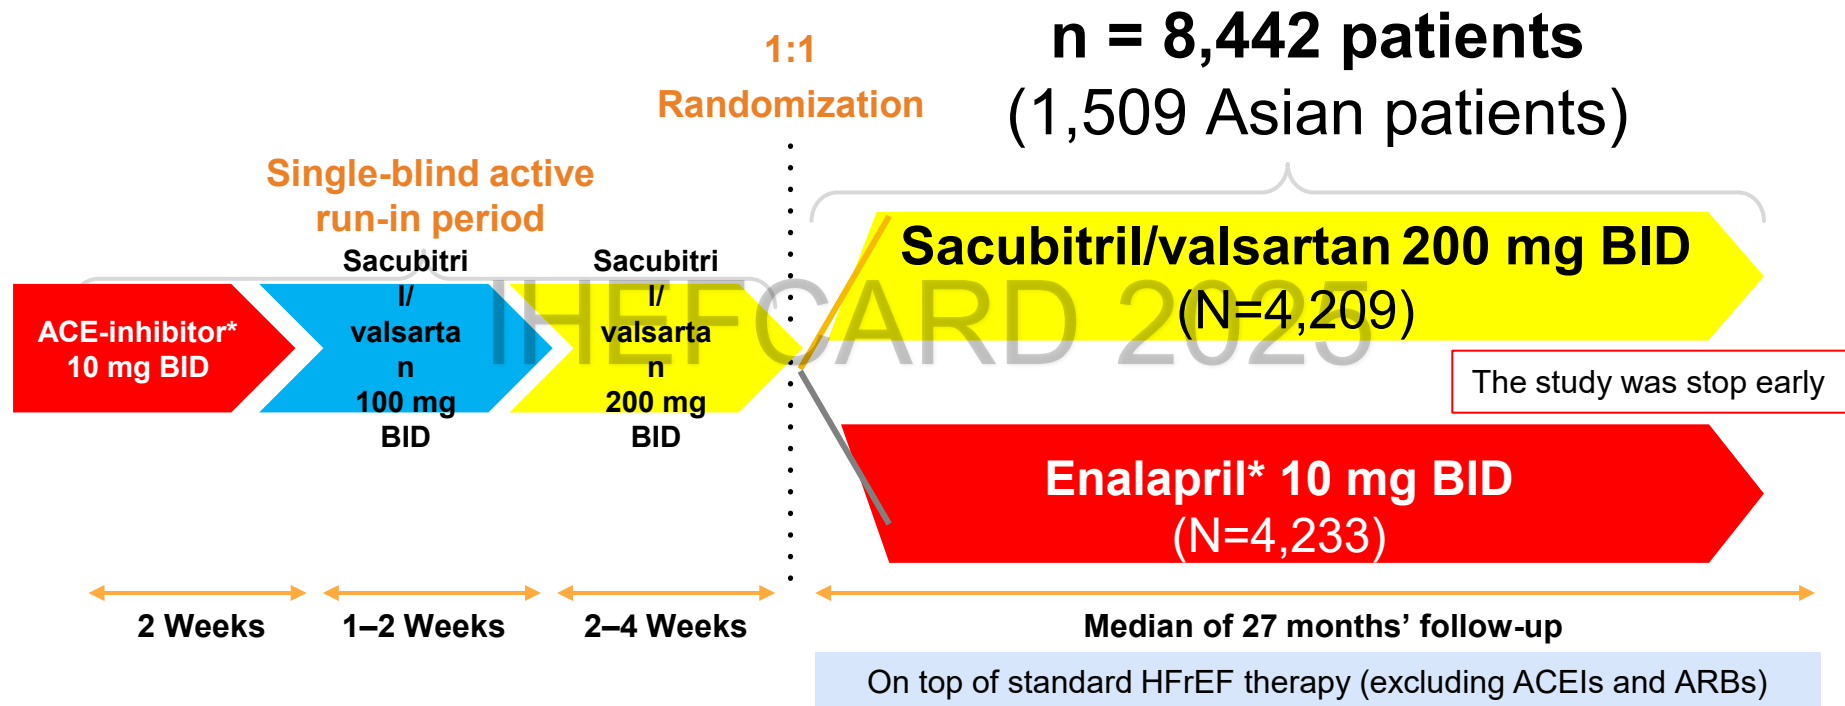 n = 8,442 patients
(1,509 Asian patients)
1:1
Randomization
Single-blind active
run-in period
ACE-inhibitor*
10 mg BID
Sacubitri
l/
valsarta
n
100 mg
BID
Sacubitri
l/
valsarta
n
200 mg
BID
Sacubitril/valsartan 200 mg BID
(N=4,209)
IHEFCARD 2025
The study was stop early
Enalapril* 10 mg BID
(N=4,233)
2 Weeks
1–2 Weeks
2–4 Weeks
Median of 27 months’ follow-up
On top of standard HFrEF therapy (excluding ACEIs and ARBs)